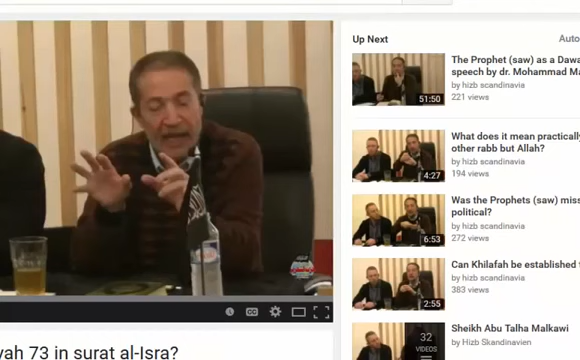 Up Next
Auto
The Prophet (saw) as a Dawa
speech by dr. Mohammad Ma
by hizb scandinavia
221 views
51:50
What does it mean practically
other rabb but Allah?
by hizb scandinavia
194 views
4:27
Was the Prophets (saw) miss
political?
by hizb scandinavia
272 views
6:53
Can Khilafah be established
by hizb scandinavia
383 views
2:55
Sheikh Abu Talha Malkawi
by Hizb Skandinavien
32
VIDEOS
yah 73 in surat al-Isra?